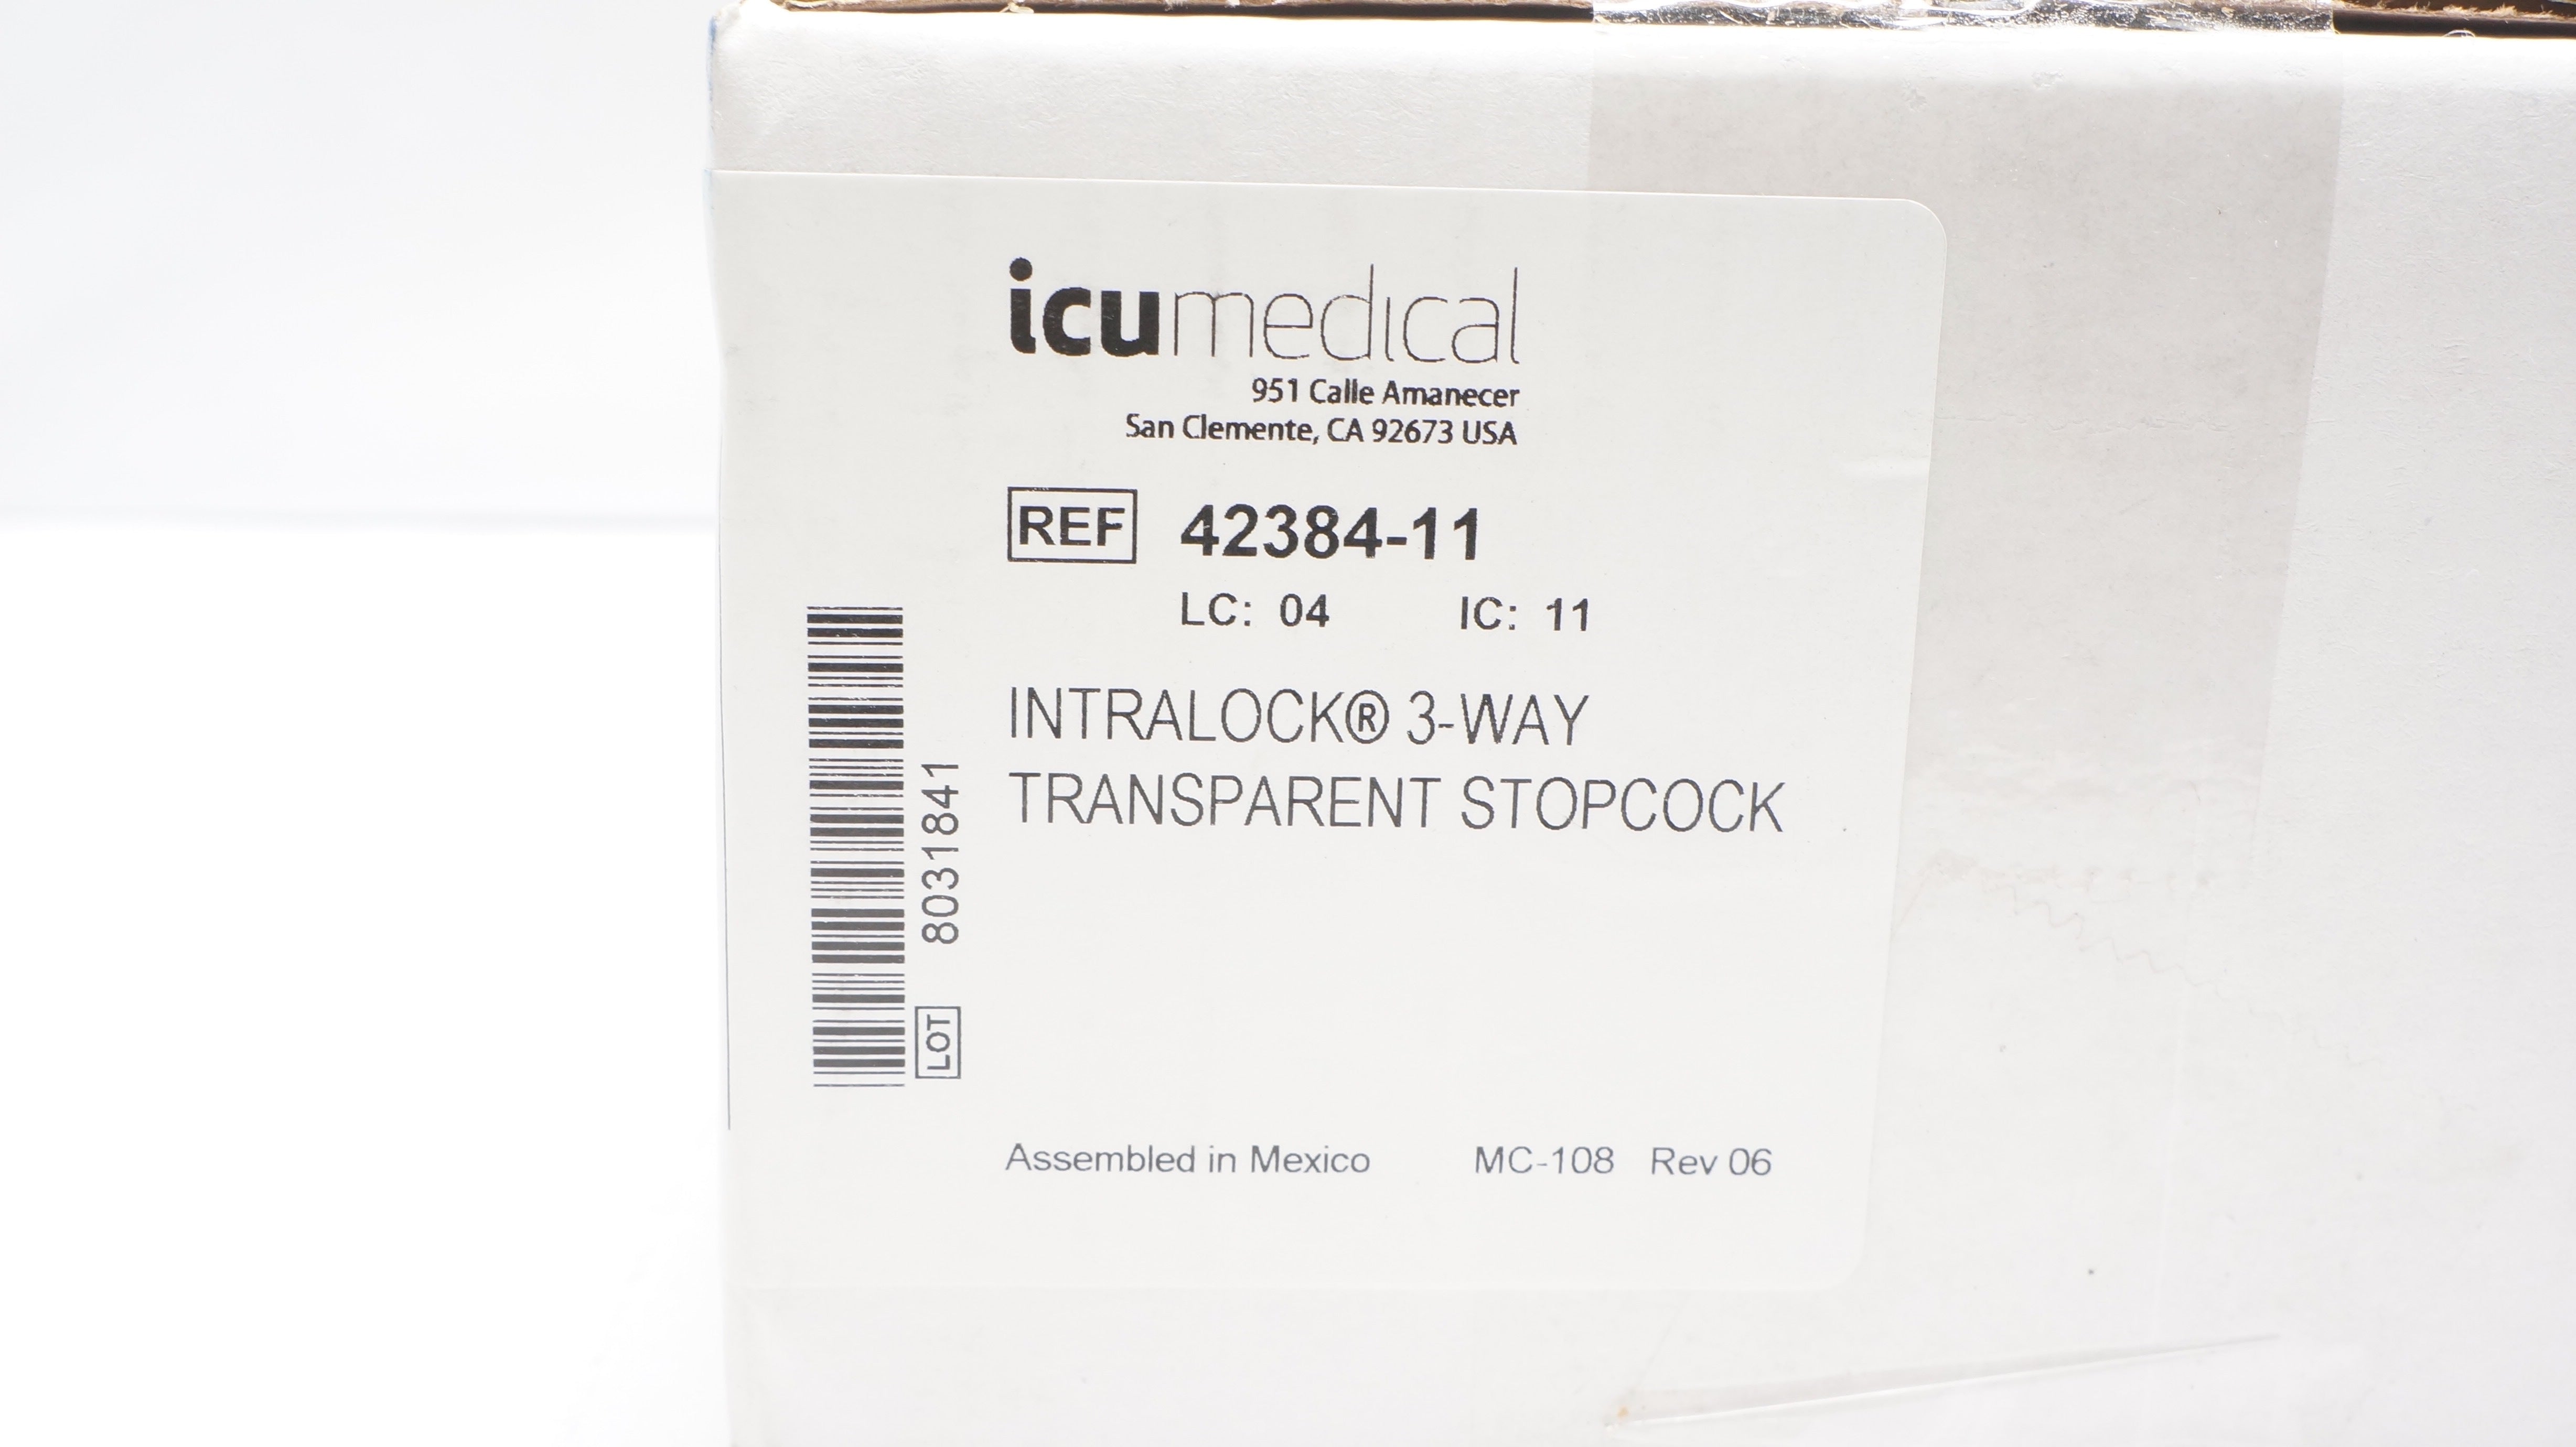 icumedical
951 Calle Amanecer
San Clemente, CA 92673 USA
REF 42384-11
LC: 04 IC: 11
INTRALOCK® 3-WAY
TRANSPARENT STOPCOCK
LOT 8031841
Assembled in Mexico MC-108 Rev 06